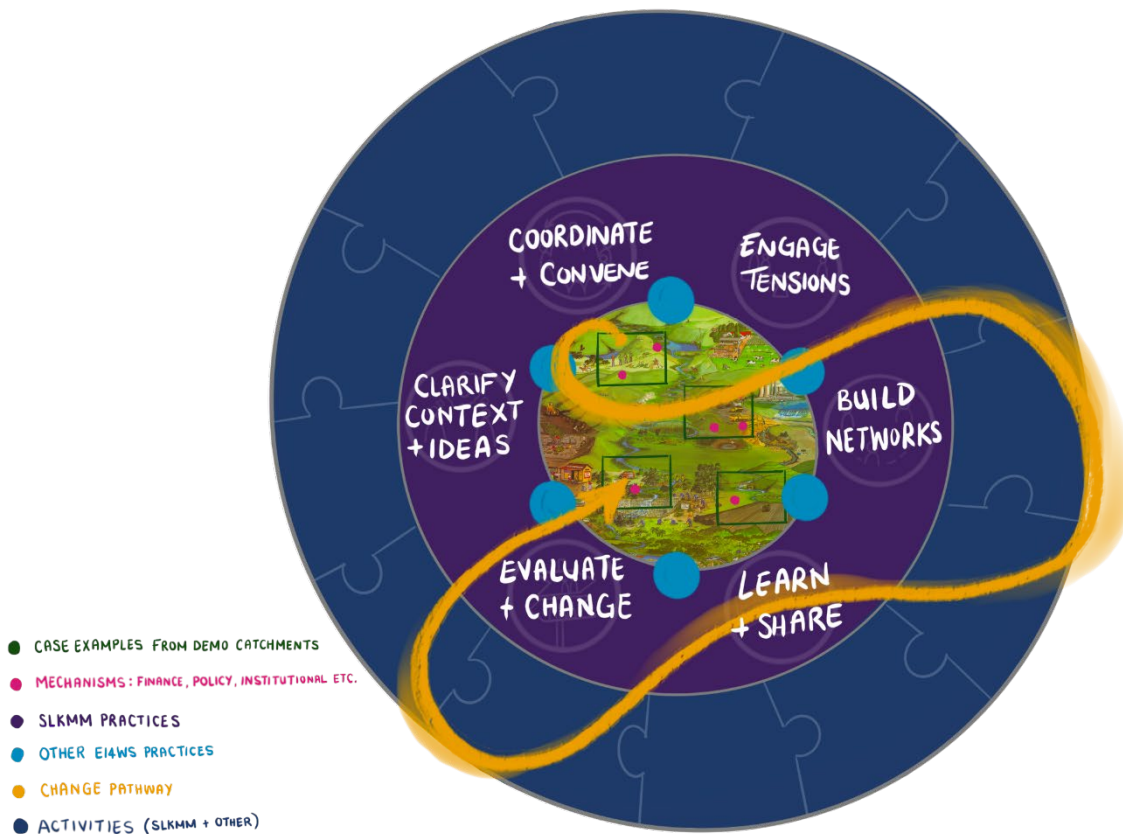 COORDINATE
+ CONVENE
ENGAGE
TENSIONS
CLARIFY
CONTEXT
+ IDEAS
BUILD
NETWORKS
EVALUATE
+ CHANGE
LEARN
+ SHARE
CASE EXAMPLES FROM DEMO CATCHMENTS
MECHANISMS: FINANCE, POLICY, INSTITUTIONAL ETC.
SLKMM PRACTICES
OTHER EI4WS PRACTICES
CHANGE PATHWAY
ACTIVITIES (SLKMM + OTHER)